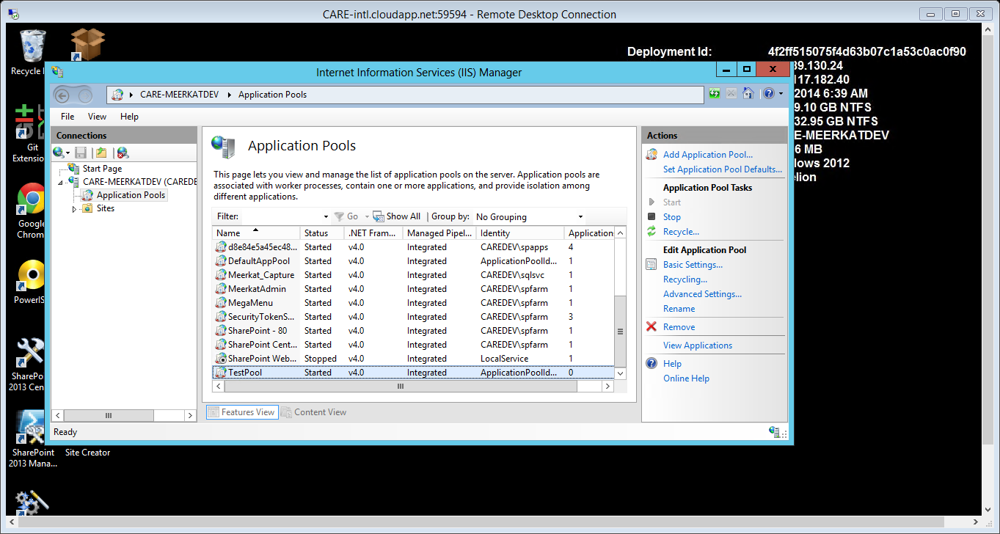 CARE-intl.cloudapp.net:59594 - Remote Desktop Connection
Deployment Id: 4f2ff515075f4d63b07c1a53c0ac0f90
39.130.24
117.182.40
2014 6:39 AM
9.10 GB NTFS
32.95 GB NTFS
E-MEERKATDEV
6 MB
dows 2012
elion
Recycle
Git
Extension
Google
Chrom
PowerIS
SharePo
2013 Cen
SharePoint
2013 Mana...
Site Creator
Internet Information Services (IIS) Manager
CARE-MEERKATDEV Application Pools
File View Help
Connections
Start Page
CARE-MEERKATDEV (CAREDE
Application Pools
Sites
Application Pools
This page lets you view and manage the list of application pools on the server. Application pools are
associated with worker processes, contain one or more applications, and provide isolation among
different applications.
Filter: Go Show All Group by: No Grouping
Name Status .NET Fram... Managed Pipel... Identity Applications
d8e84e5a45ec48... Started v4.0 Integrated CAREDEV\spapps 4
DefaultAppPool Started v4.0 Integrated ApplicationPoolId... 1
Meerkat_Capture Started v4.0 Integrated CAREDEV\sqlsvc 1
MeerkatAdmin Started v4.0 Integrated CAREDEV\spfarm 1
MegaMenu Started v4.0 Integrated CAREDEV\spfarm 1
SecurityTokenS... Started v4.0 Integrated CAREDEV\spfarm 3
SharePoint - 80 Started v4.0 Integrated CAREDEV\spfarm 1
SharePoint Cent... Started v4.0 Integrated CAREDEV\spfarm 1
SharePoint Web... Stopped v4.0 Integrated LocalService 1
TestPool Started v4.0 Integrated ApplicationPoolId... 0
Features View Content View
Ready
Actions
Add Application Pool...
Set Application Pool Defaults...
Application Pool Tasks
Start
Stop
Recycle...
Edit Application Pool
Basic Settings...
Recycling...
Advanced Settings...
Rename
Remove
View Applications
Help
Online Help